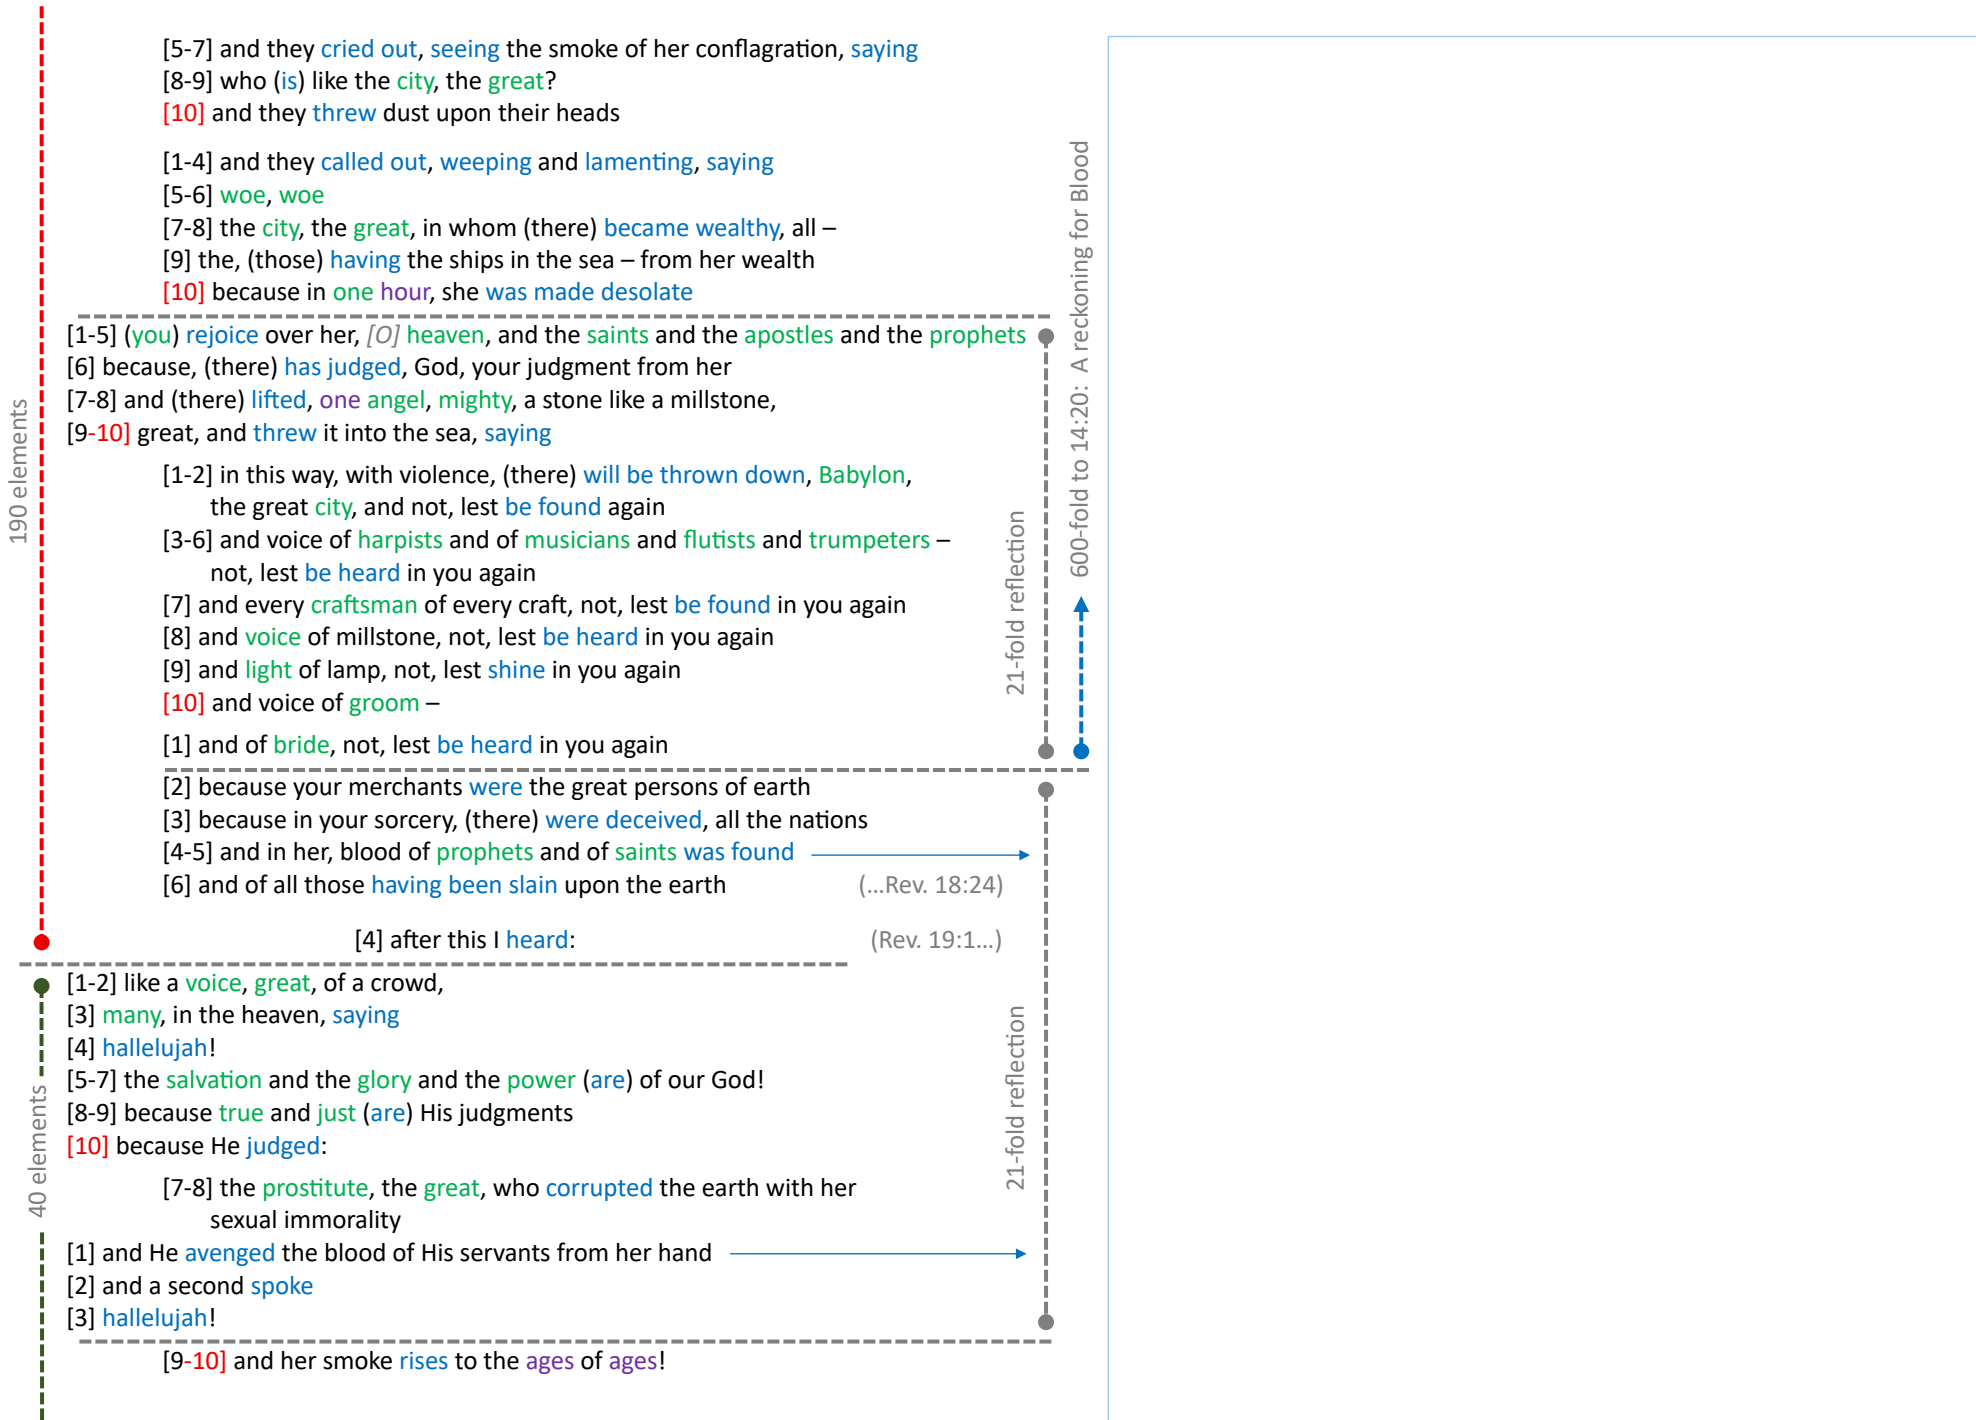 [5-7] and they cried out, seeing the smoke of her conflagration, saying
[8-9] who (is) like the city, the great?
[10] and they threw dust upon their heads
[1-4] and they called out, weeping and lamenting, saying
[5-6] woe, woe
[7-8] the city, the great, in whom (there) became wealthy, all –
[9] the, (those) having the ships in the sea – from her wealth
[10] because in one hour, she was made desolate
[1-5] (you) rejoice over her, [O] heaven, and the saints and the apostles and the prophets
[6] because, (there) has judged, God, your judgment from her
[7-8] and (there) lifted, one angel, mighty, a stone like a millstone,
[9-10] great, and threw it into the sea, saying
[1-2] in this way, with violence, (there) will be thrown down, Babylon,
the great city, and not, lest be found again
[3-6] and voice of harpists and of musicians and flutists and trumpeters –
not, lest be heard in you again
[7] and every craftsman of every craft, not, lest be found in you again
[8] and voice of millstone, not, lest be heard in you again
[9] and light of lamp, not, lest shine in you again
[10] and voice of groom –
[1] and of bride, not, lest be heard in you again
21-fold reflection
600-fold to 14:20:  A reckoning for Blood
[2] because your merchants were the great persons of earth
[3] because in your sorcery, (there) were deceived, all the nations
[4-5] and in her, blood of prophets and of saints was found
[6] and of all those having been slain upon the earth (...Rev. 18:24)
[4] after this I heard: (Rev. 19:1...)
190 elements
[1-2] like a voice, great, of a crowd,
[3] many, in the heaven, saying
[4] hallelujah!
[5-7] the salvation and the glory and the power (are) of our God!
[8-9] because true and just (are) His judgments
[10] because He judged:
[7-8] the prostitute, the great, who corrupted the earth with her
sexual immorality
[1] and He avenged the blood of His servants from her hand
[2] and a second spoke
[3] hallelujah!
21-fold reflection
[9-10] and her smoke rises to the ages of ages!
40 elements